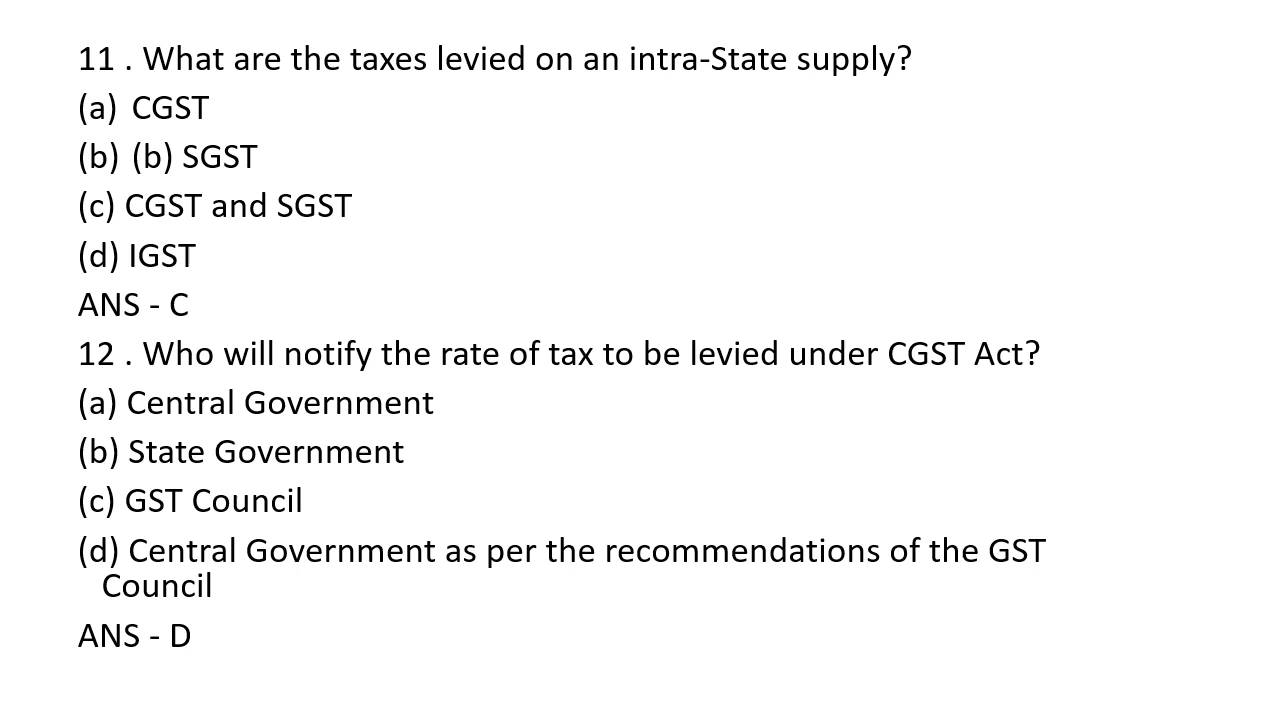 11 . What are the taxes levied on an intra-State supply?
(a) CGST
(b) (b) SGST
(c) CGST and SGST
(d) IGST
ANS - C
12 . Who will notify the rate of tax to be levied under CGST Act?
(a) Central Government
(b) State Government
(c) GST Council
(d) Central Government as per the recommendations of the GST
Council
ANS - D